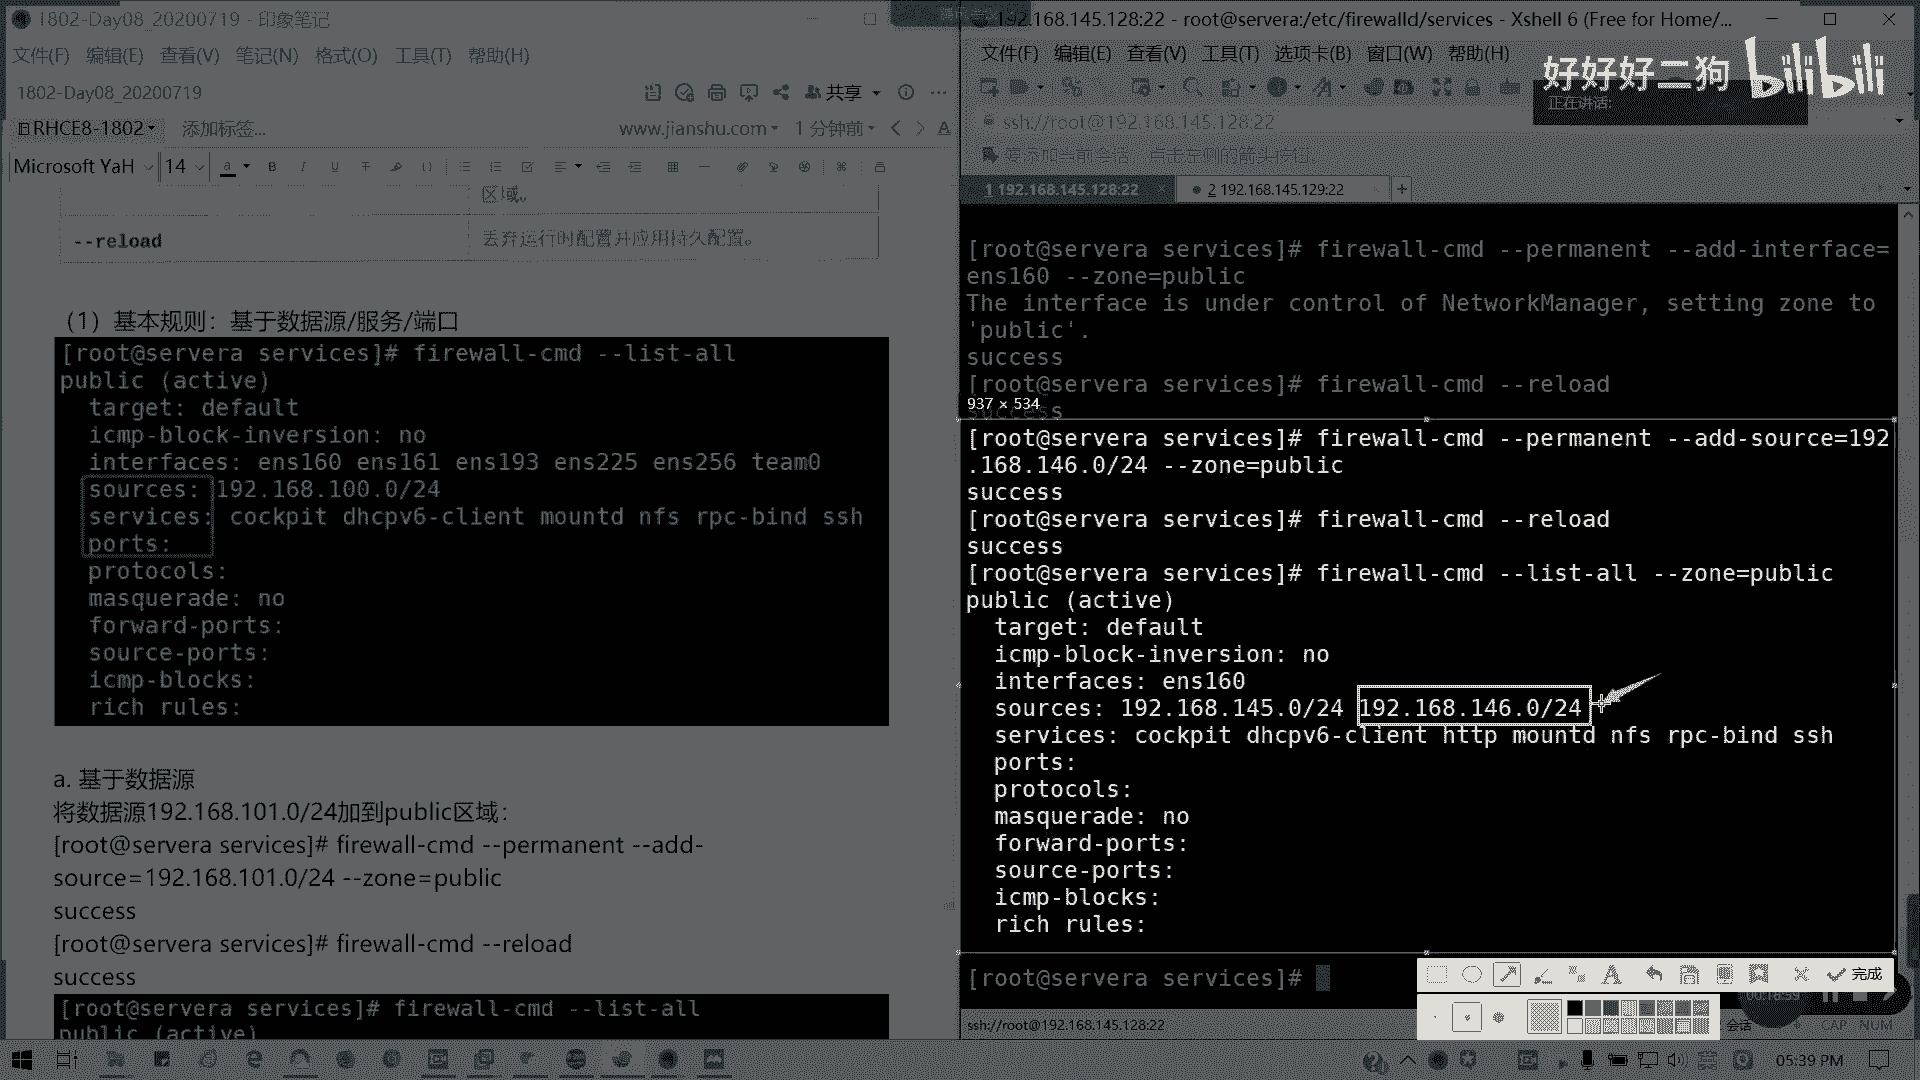 1802-Day08_20200719 - 印象笔记
文件(F) 编辑(E) 查看(V) 笔记(N) 格式(O) 工具(T) 帮助(H)
1802-Day08_20200719
共享
RHCE8-1802
添加标签...
www.jianshu.com
1 分钟前
Microsoft YaH
14
区域。
--reload
丢弃运行时配置并应用持久配置。
（1）基本规则：基于数据源/服务/端口
[root@servera services]# firewall-cmd --list-all
public (active)
target: default
icmp-block-inversion: no
interfaces: ens160 ens161 ens193 ens225 ens256 team0
sources: 192.168.100.0/24
services: cockpit dhcpv6-client mountd nfs rpc-bind ssh
ports:
protocols:
masquerade: no
forward-ports:
source-ports:
icmp-blocks:
rich rules:
a. 基于数据源
将数据源192.168.101.0/24加到public区域：
[root@servera services]# firewall-cmd --permanent --add-
source=192.168.101.0/24 --zone=public
success
[root@servera services]# firewall-cmd --reload
success
[root@servera services]# firewall-cmd --list-all
public (active)
192.168.145.128:22 - root@servera:/etc/firewalld/services - Xshell 6 (Free for Home/...
文件(F) 编辑(E) 查看(V) 工具(T) 选项卡(B) 窗口(W) 帮助(H)
好好好二狗 bilibili
正在讲话:
ssh://root@192.168.145.128:22
要添加当前会话，点击左侧的箭头按钮。
1 192.168.145.128:22
2 192.168.145.129:22
[root@servera services]# firewall-cmd --permanent --add-interface=
ens160 --zone=public
The interface is under control of NetworkManager, setting zone to
'public'.
success
[root@servera services]# firewall-cmd --reload
937 × 534
success
[root@servera services]# firewall-cmd --permanent --add-source=192
.168.146.0/24 --zone=public
success
[root@servera services]# firewall-cmd --reload
success
[root@servera services]# firewall-cmd --list-all --zone=public
public (active)
target: default
icmp-block-inversion: no
interfaces: ens160
sources: 192.168.145.0/24 192.168.146.0/24
services: cockpit dhcpv6-client http mountd nfs rpc-bind ssh
ports:
protocols:
masquerade: no
forward-ports:
source-ports:
icmp-blocks:
rich rules:
[root@servera services]#
完成
00:16:59
ssh://root@192.168.145.128:22
会话
CAP NUM
05:39 PM